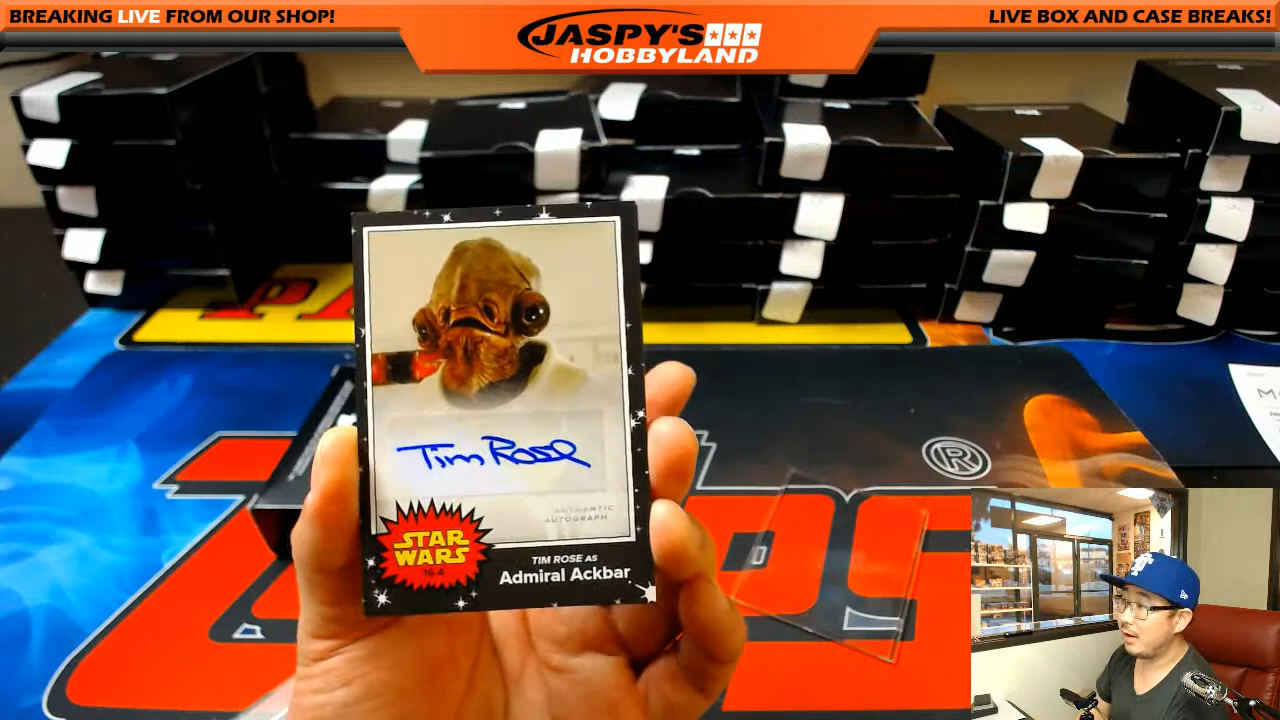 BREAKING LIVE FROM OUR SHOP!
JASPY'S
HOBBYLAND
LIVE BOX AND CASE BREAKS!
Tim Rose
AUTHENTIC
AUTOGRAPH
STAR
WARS
TIM ROSE AS
Admiral Ackbar
®